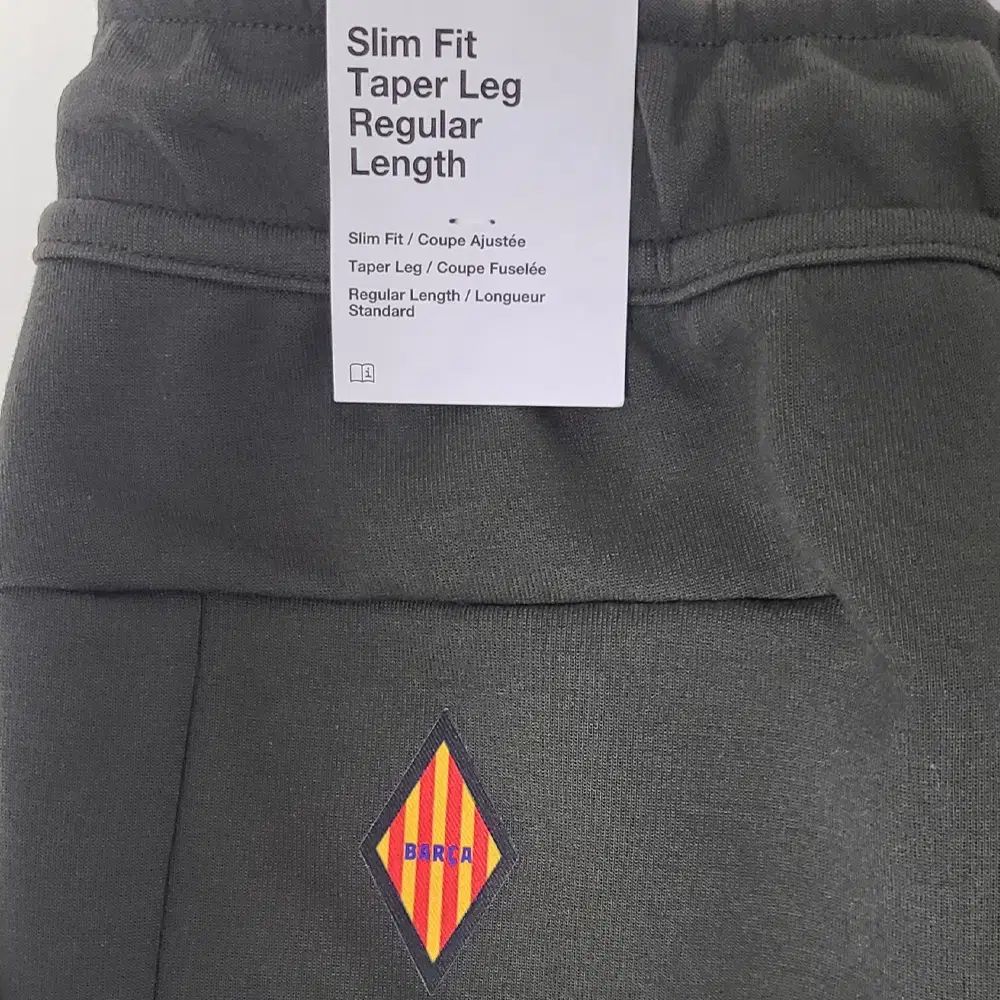 Slim Fit
Taper Leg
Regular
Length
Slim Fit / Coupe Ajustée
Taper Leg / Coupe Fuselée
Regular Length / Longueur
Standard
i
BARÇA